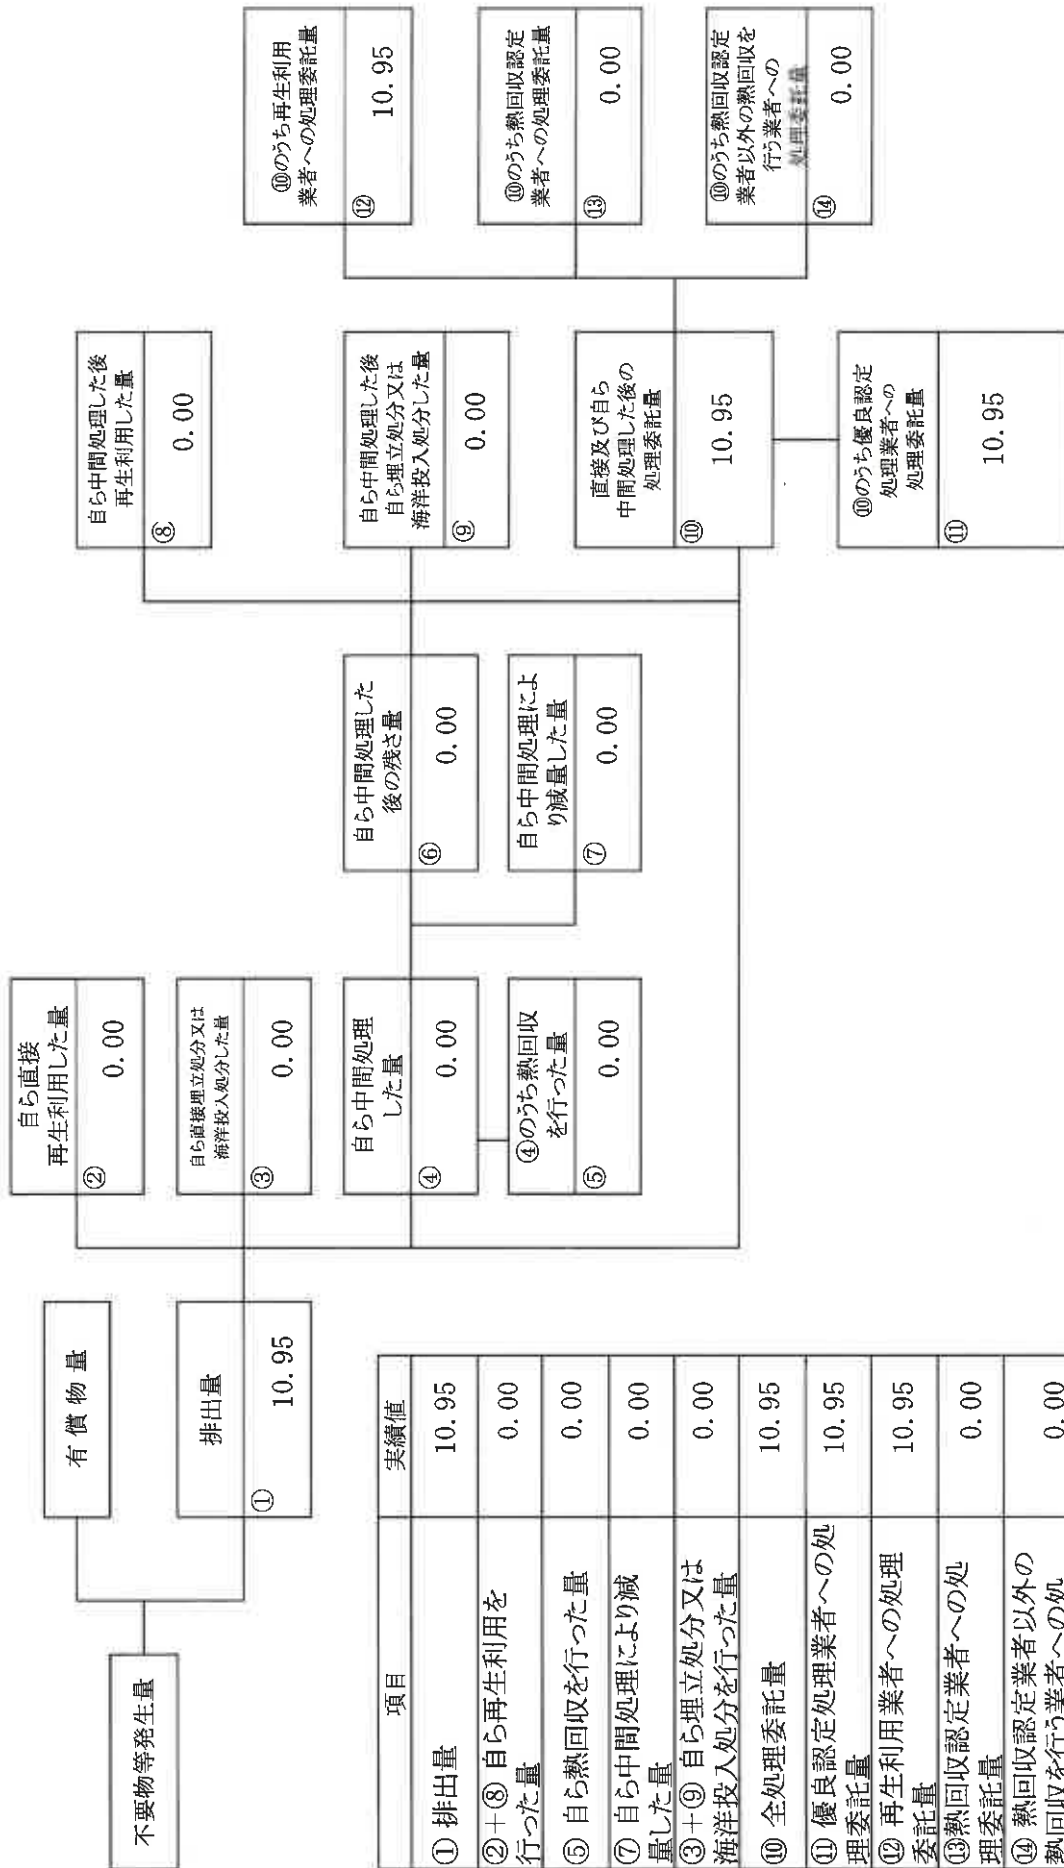 不要物等発生量
有償物量
排出量
①
10.95
自ら直接
再生利用した量
②
0.00
自ら直接埋立処分又は
海洋投入処分した量
③
0.00
自ら中間処理
した量
④
0.00
④のうち熱回収
を行った量
⑤
0.00
自ら中間処理した
後の残さ量
⑥
0.00
自ら中間処理によ
り減量した量
⑦
0.00
自ら中間処理した後
再生利用した量
⑧
0.00
自ら中間処理した後
自ら埋立処分又は
海洋投入処分した量
⑨
0.00
直接及び自ら
中間処理した後の
処理委託量
⑩
10.95
⑩のうち優良認定
処理業者への
処理委託量
⑪
10.95
⑩のうち再生利用
業者への処理委託量
⑫
10.95
⑩のうち熱回収認定
業者への処理委託量
⑬
0.00
⑩のうち熱回収認定
業者以外の熱回収を
行う業者への
処理委託量
⑭
0.00
項目 実績値
① 排出量 10.95
②+⑧ 自ら再生利用を
行った量 0.00
⑤ 自ら熱回収を行った量 0.00
⑦ 自ら中間処理により減
量した量 0.00
③+⑨ 自ら埋立処分又は
海洋投入処分を行った量 0.00
⑩ 全処理委託量 10.95
⑪ 優良認定処理業者への処
理委託量 10.95
⑫ 再生利用業者への処理
委託量 10.95
⑬熱回収認定業者への処
理委託量 0.00
⑭ 熱回収認定業者以外の
熱回収を行う業者への処 0.00